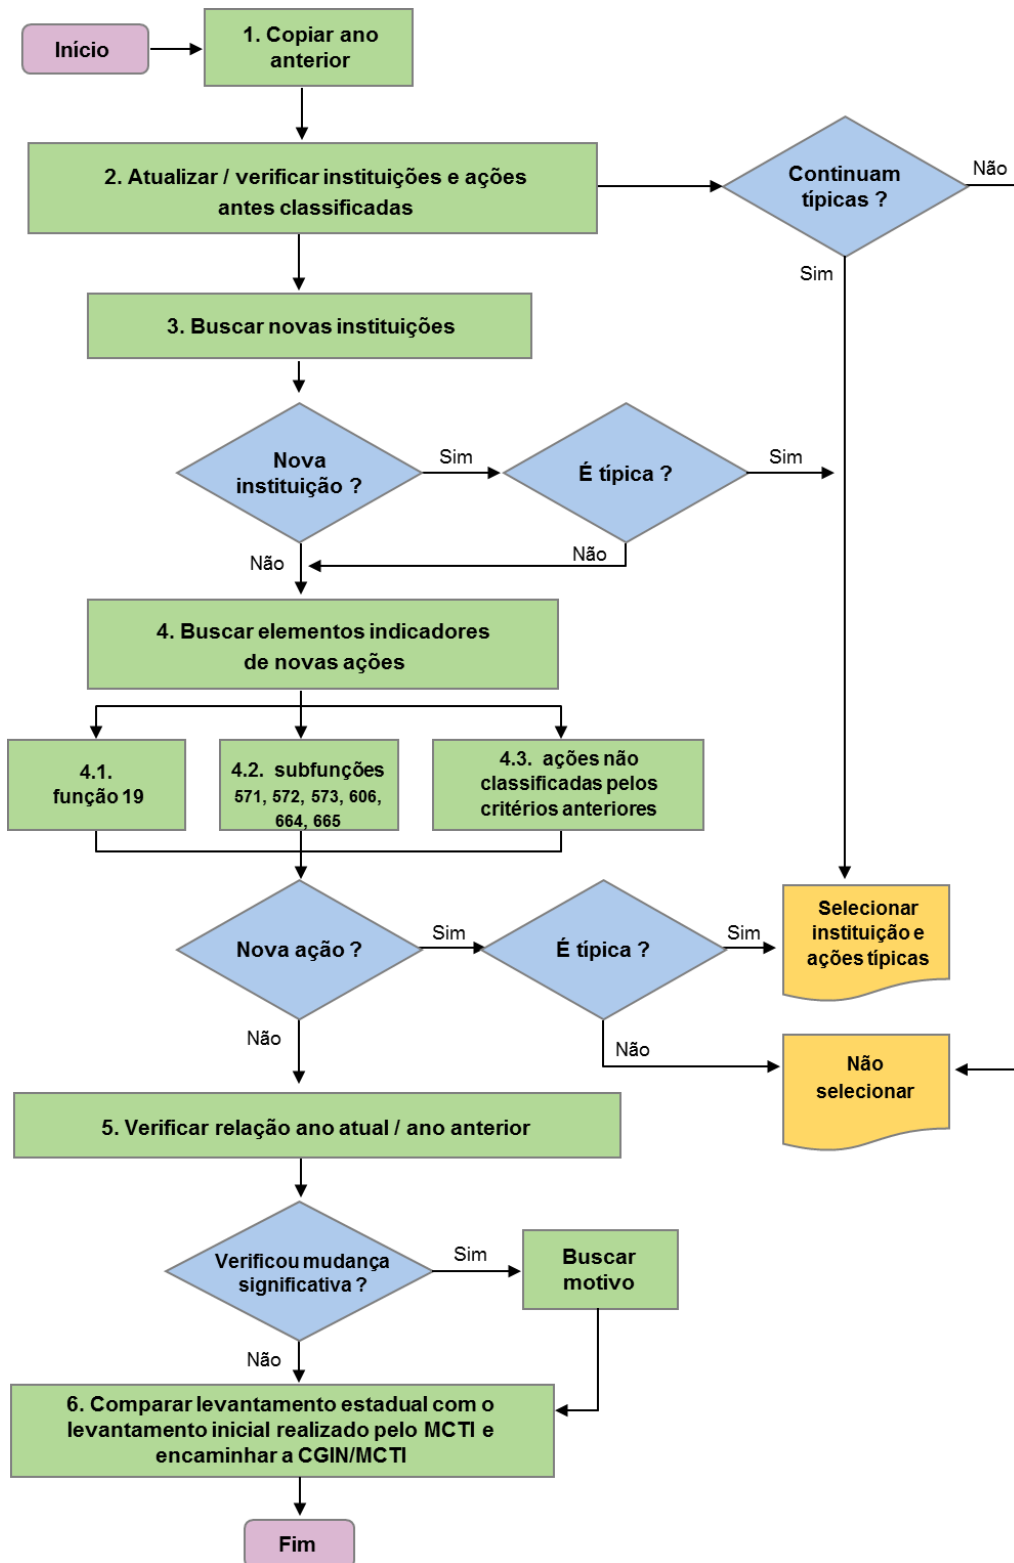 Início
1. Copiar ano
anterior
2. Atualizar / verificar instituições e ações
antes classificadas
Continuam
típicas ?
Não
Sim
3. Buscar novas instituições
Nova
instituição ?
Sim
É típica ?
Sim
Não
Não
4. Buscar elementos indicadores
de novas ações
4.1.
função 19
4.2. subfunções
571, 572, 573, 606,
664, 665
4.3. ações não
classificadas pelos
critérios anteriores
Nova ação ?
Sim
É típica ?
Sim
Selecionar
instituição e
ações típicas
Não
Não
Não
selecionar
5. Verificar relação ano atual / ano anterior
Verificou mudança
significativa ?
Sim
Buscar
motivo
Não
6. Comparar levantamento estadual com o
levantamento inicial realizado pelo MCTI e
encaminhar a CGIN/MCTI
Fim